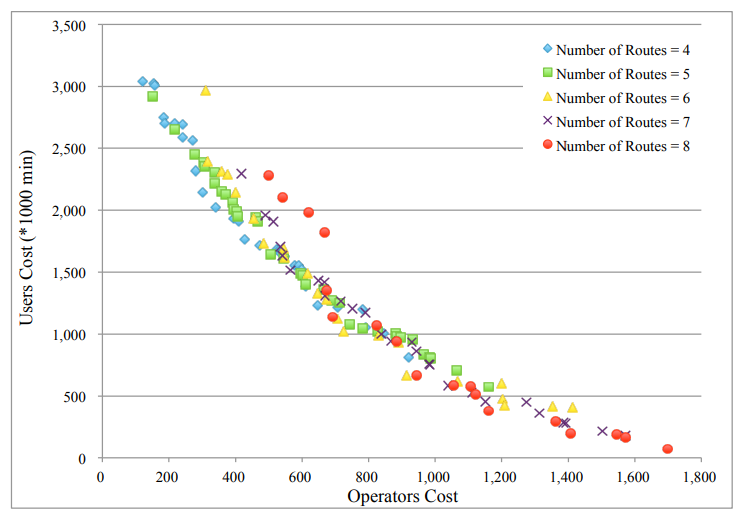 3,500
3.000
2,500
2,000
1,500
1,000
500
0
Users Cost (*1000 min)
Number of Routes = 4
Number of Routes = 5
Number of Routes = 6
Number of Routes = 7
Number of Routes = 8
0 200 400 600 800 1,000 1,200 1,400 1,600 1,800
Operators Cost